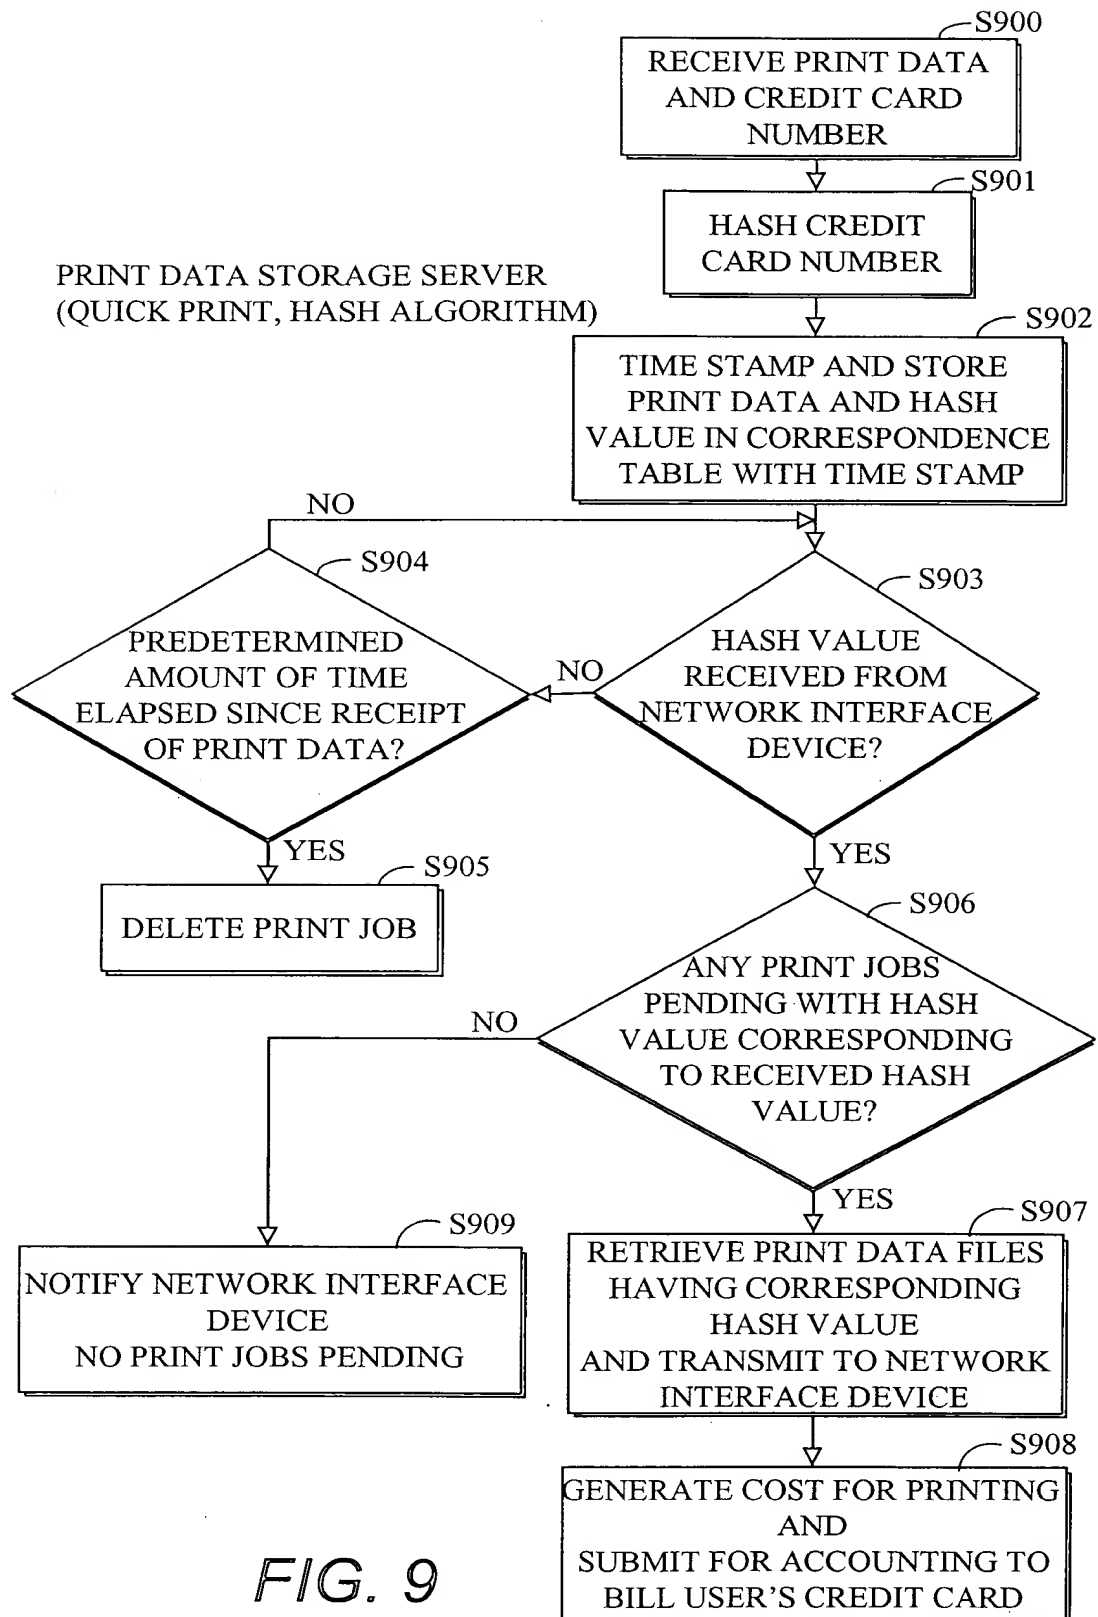 S900
RECEIVE PRINT DATA
AND CREDIT CARD
NUMBER
S901
HASH CREDIT
CARD NUMBER
PRINT DATA STORAGE SERVER
(QUICK PRINT, HASH ALGORITHM)
S902
TIME STAMP AND STORE
PRINT DATA AND HASH
VALUE IN CORRESPONDENCE
TABLE WITH TIME STAMP
NO
S904
PREDETERMINED
AMOUNT OF TIME
ELAPSED SINCE RECEIPT
OF PRINT DATA?
NO
S903
HASH VALUE
RECEIVED FROM
NETWORK INTERFACE
DEVICE?
YES
S905
DELETE PRINT JOB
YES
S906
ANY PRINT JOBS
PENDING WITH HASH
VALUE CORRESPONDING
TO RECEIVED HASH
VALUE?
NO
YES
S909
NOTIFY NETWORK INTERFACE
DEVICE
NO PRINT JOBS PENDING
S907
RETRIEVE PRINT DATA FILES
HAVING CORRESPONDING
HASH VALUE
AND TRANSMIT TO NETWORK
INTERFACE DEVICE
S908
GENERATE COST FOR PRINTING
AND
SUBMIT FOR ACCOUNTING TO
BILL USER'S CREDIT CARD
FIG. 9